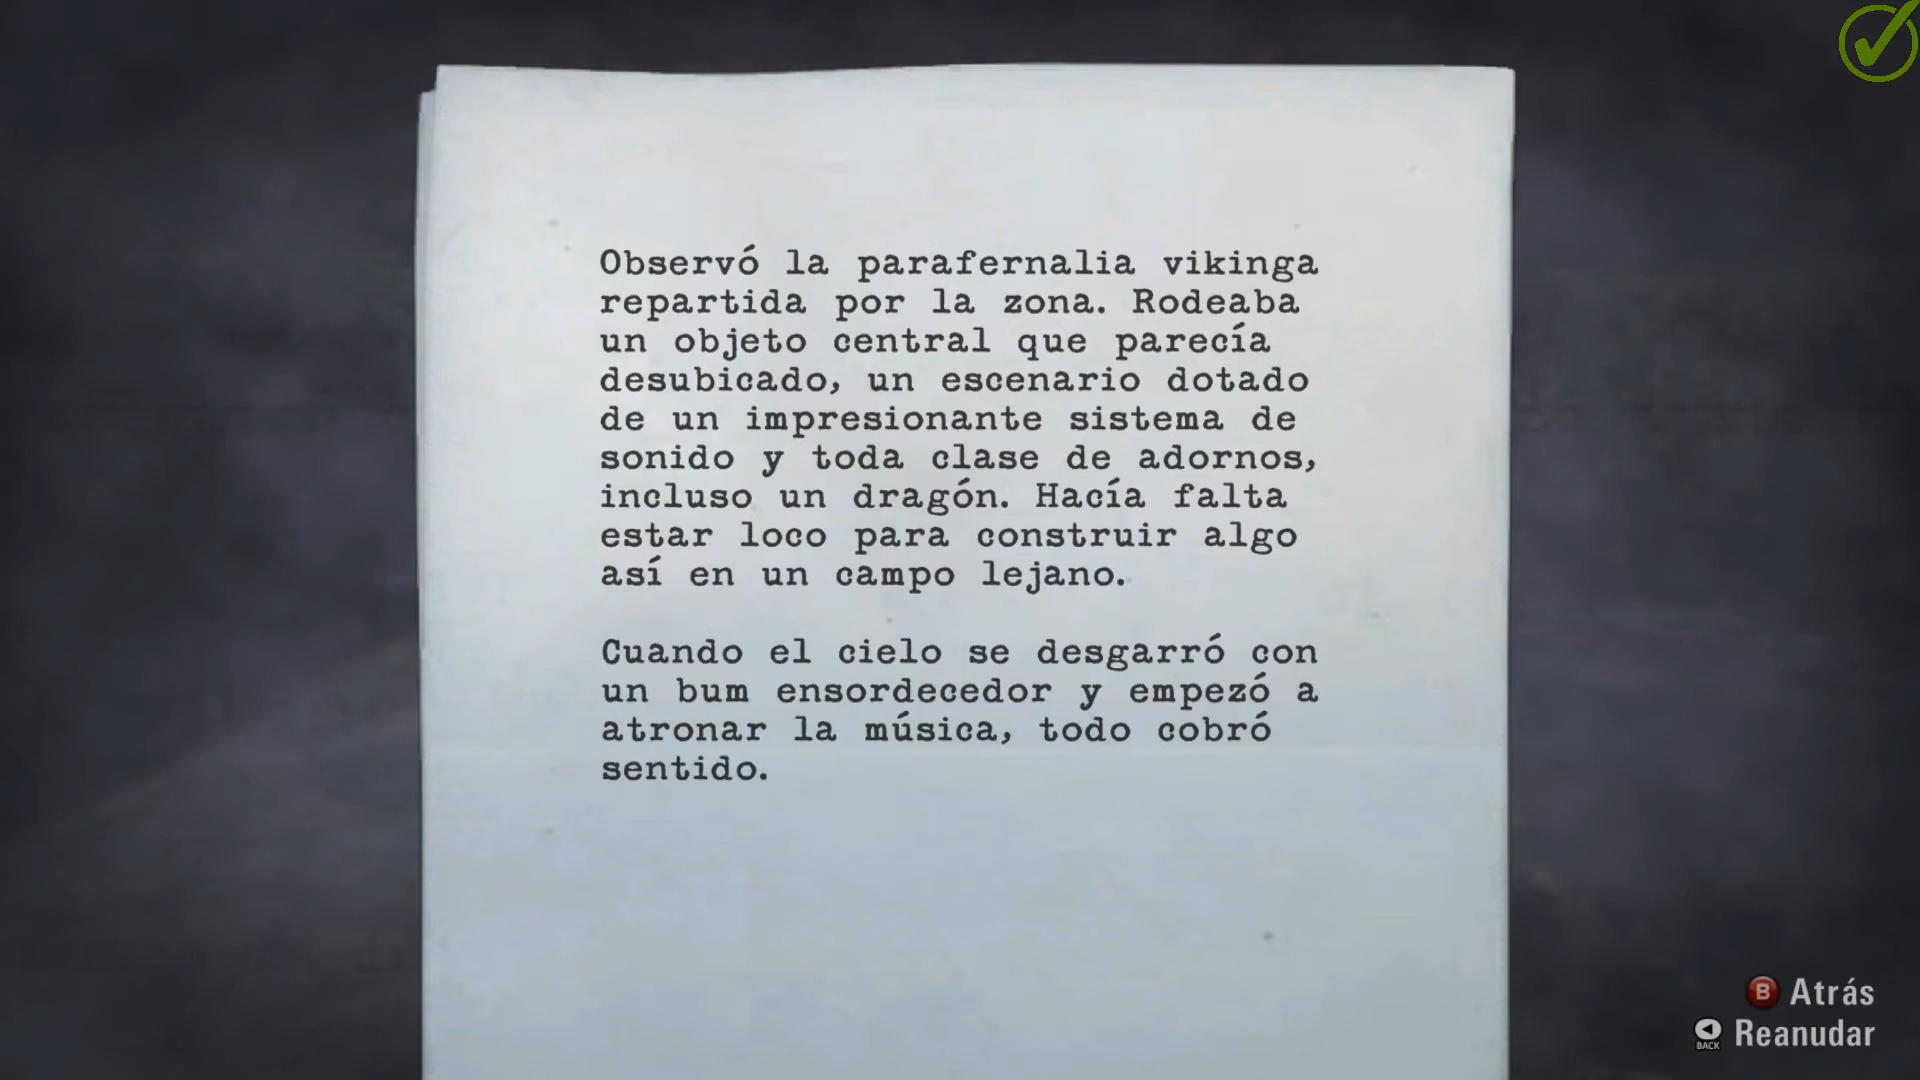 Observó la parafernalia vikinga
repartida por la zona. Rodeaba
un objeto central que parecía
desubicado, un escenario dotado
de un impresionante sistema de
sonido y toda clase de adornos,
incluso un dragón. Hacía falta
estar loco para construir algo
así en un campo lejano.
Cuando el cielo se desgarró con
un bum ensordecedor y empezó a
atronar la música, todo cobró
sentido.
B Atrás
BACK Reanudar